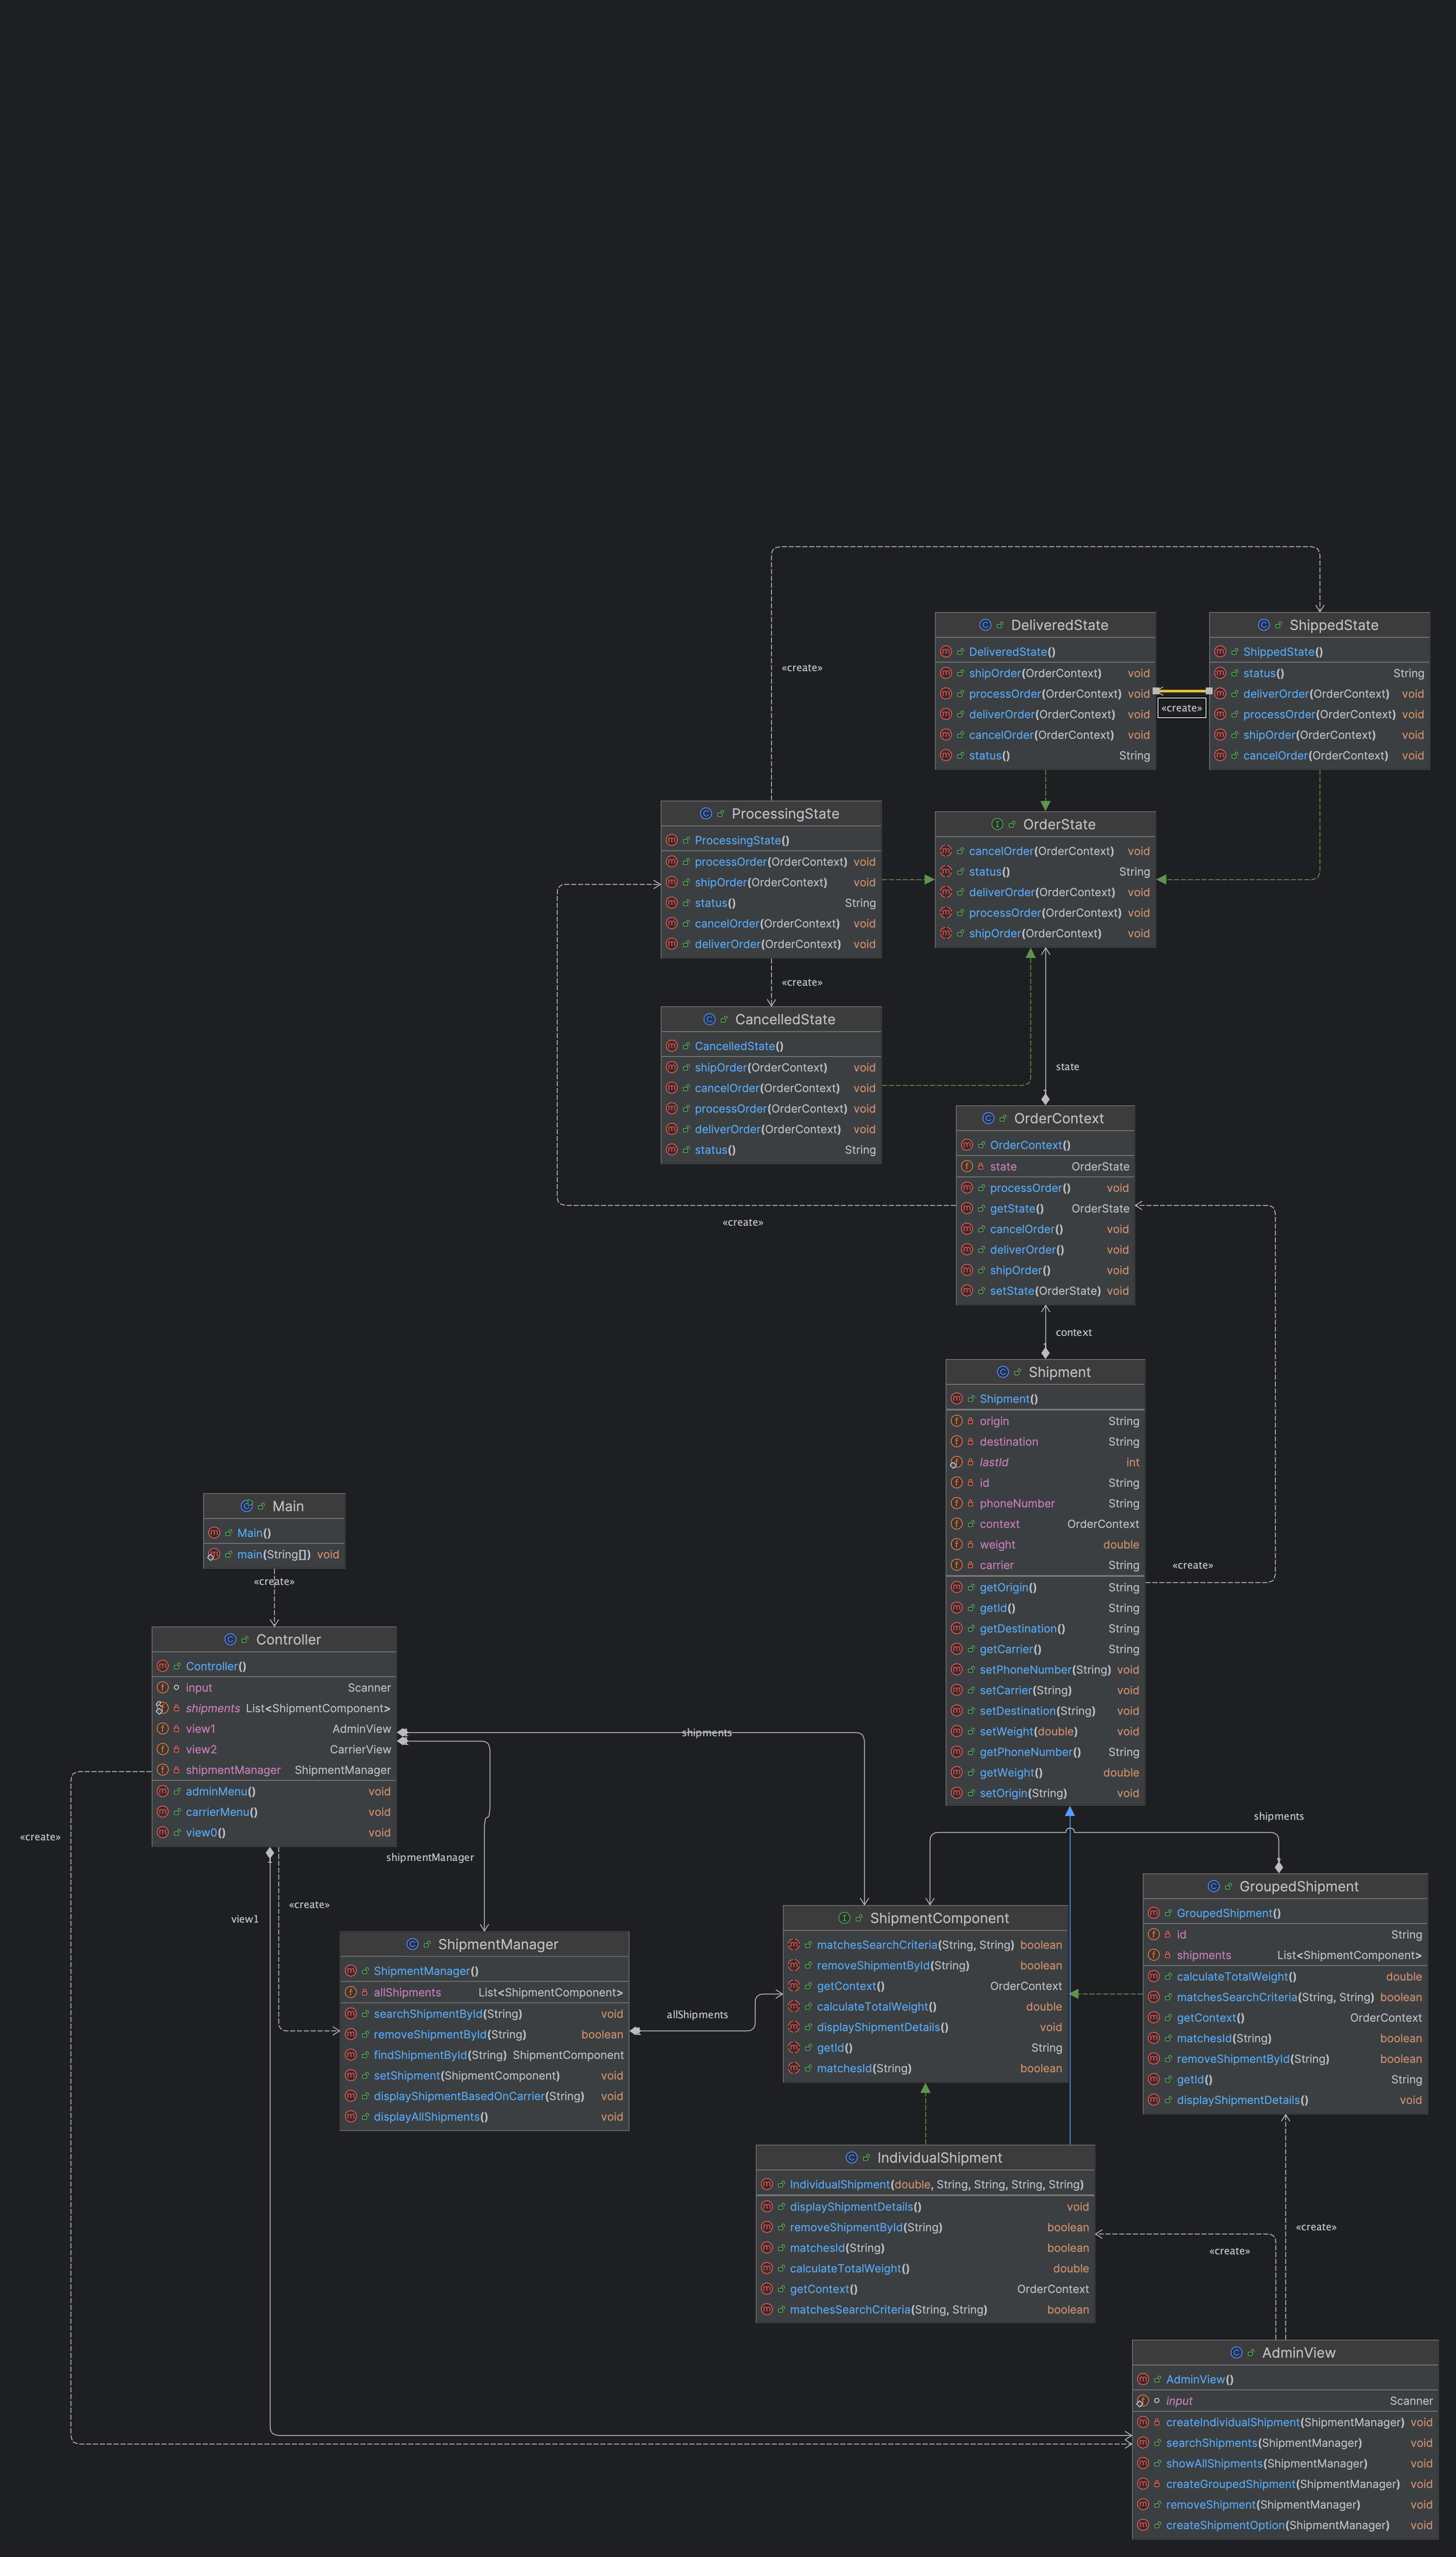 «create»
DeliveredState
DeliveredState()
shipOrder(OrderContext) void
processOrder(OrderContext) void
deliverOrder(OrderContext) void
cancelOrder(OrderContext) void
status() String
«create»
ShippedState
ShippedState()
status() String
deliverOrder(OrderContext) void
processOrder(OrderContext) void
shipOrder(OrderContext) void
cancelOrder(OrderContext) void
ProcessingState
ProcessingState()
processOrder(OrderContext) void
shipOrder(OrderContext) void
status() String
cancelOrder(OrderContext) void
deliverOrder(OrderContext) void
OrderState
cancelOrder(OrderContext) void
status() String
deliverOrder(OrderContext) void
processOrder(OrderContext) void
shipOrder(OrderContext) void
«create»
CancelledState
CancelledState()
shipOrder(OrderContext) void
cancelOrder(OrderContext) void
processOrder(OrderContext) void
deliverOrder(OrderContext) void
status() String
state
1
OrderContext
OrderContext()
state OrderState
processOrder() void
getState() OrderState
cancelOrder() void
deliverOrder() void
shipOrder() void
setState(OrderState) void
«create»
context
1
Shipment
Shipment()
origin String
destination String
lastId int
id String
phoneNumber String
context OrderContext
weight double
carrier String
getOrigin() String
getId() String
getDestination() String
getCarrier() String
setPhoneNumber(String) void
setCarrier(String) void
setDestination(String) void
setWeight(double) void
getPhoneNumber() String
getWeight() double
setOrigin(String) void
«create»
Main
Main()
main(String[]) void
«create»
Controller
Controller()
input Scanner
shipments List<ShipmentComponent>
view1 AdminView
view2 CarrierView
shipmentManager ShipmentManager
adminMenu() void
carrierMenu() void
view0() void
shipments
shipments
«create»
shipmentManager
1
«create»
view1
ShipmentManager
ShipmentManager()
allShipments List<ShipmentComponent>
searchShipmentById(String) void
removeShipmentById(String) boolean
findShipmentById(String) ShipmentComponent
setShipment(ShipmentComponent) void
displayShipmentBasedOnCarrier(String) void
displayAllShipments() void
allShipments
ShipmentComponent
matchesSearchCriteria(String, String) boolean
removeShipmentById(String) boolean
getContext() OrderContext
calculateTotalWeight() double
displayShipmentDetails() void
getId() String
matchesId(String) boolean
GroupedShipment
GroupedShipment()
id String
shipments List<ShipmentComponent>
calculateTotalWeight() double
matchesSearchCriteria(String, String) boolean
getContext() OrderContext
matchesId(String) boolean
removeShipmentById(String) boolean
getId() String
displayShipmentDetails() void
IndividualShipment
IndividualShipment(double, String, String, String, String)
displayShipmentDetails() void
removeShipmentById(String) boolean
matchesId(String) boolean
calculateTotalWeight() double
getContext() OrderContext
matchesSearchCriteria(String, String) boolean
«create»
«create»
AdminView
AdminView()
input Scanner
createIndividualShipment(ShipmentManager) void
searchShipments(ShipmentManager) void
showAllShipments(ShipmentManager) void
createGroupedShipment(ShipmentManager) void
removeShipment(ShipmentManager) void
createShipmentOption(ShipmentManager) void